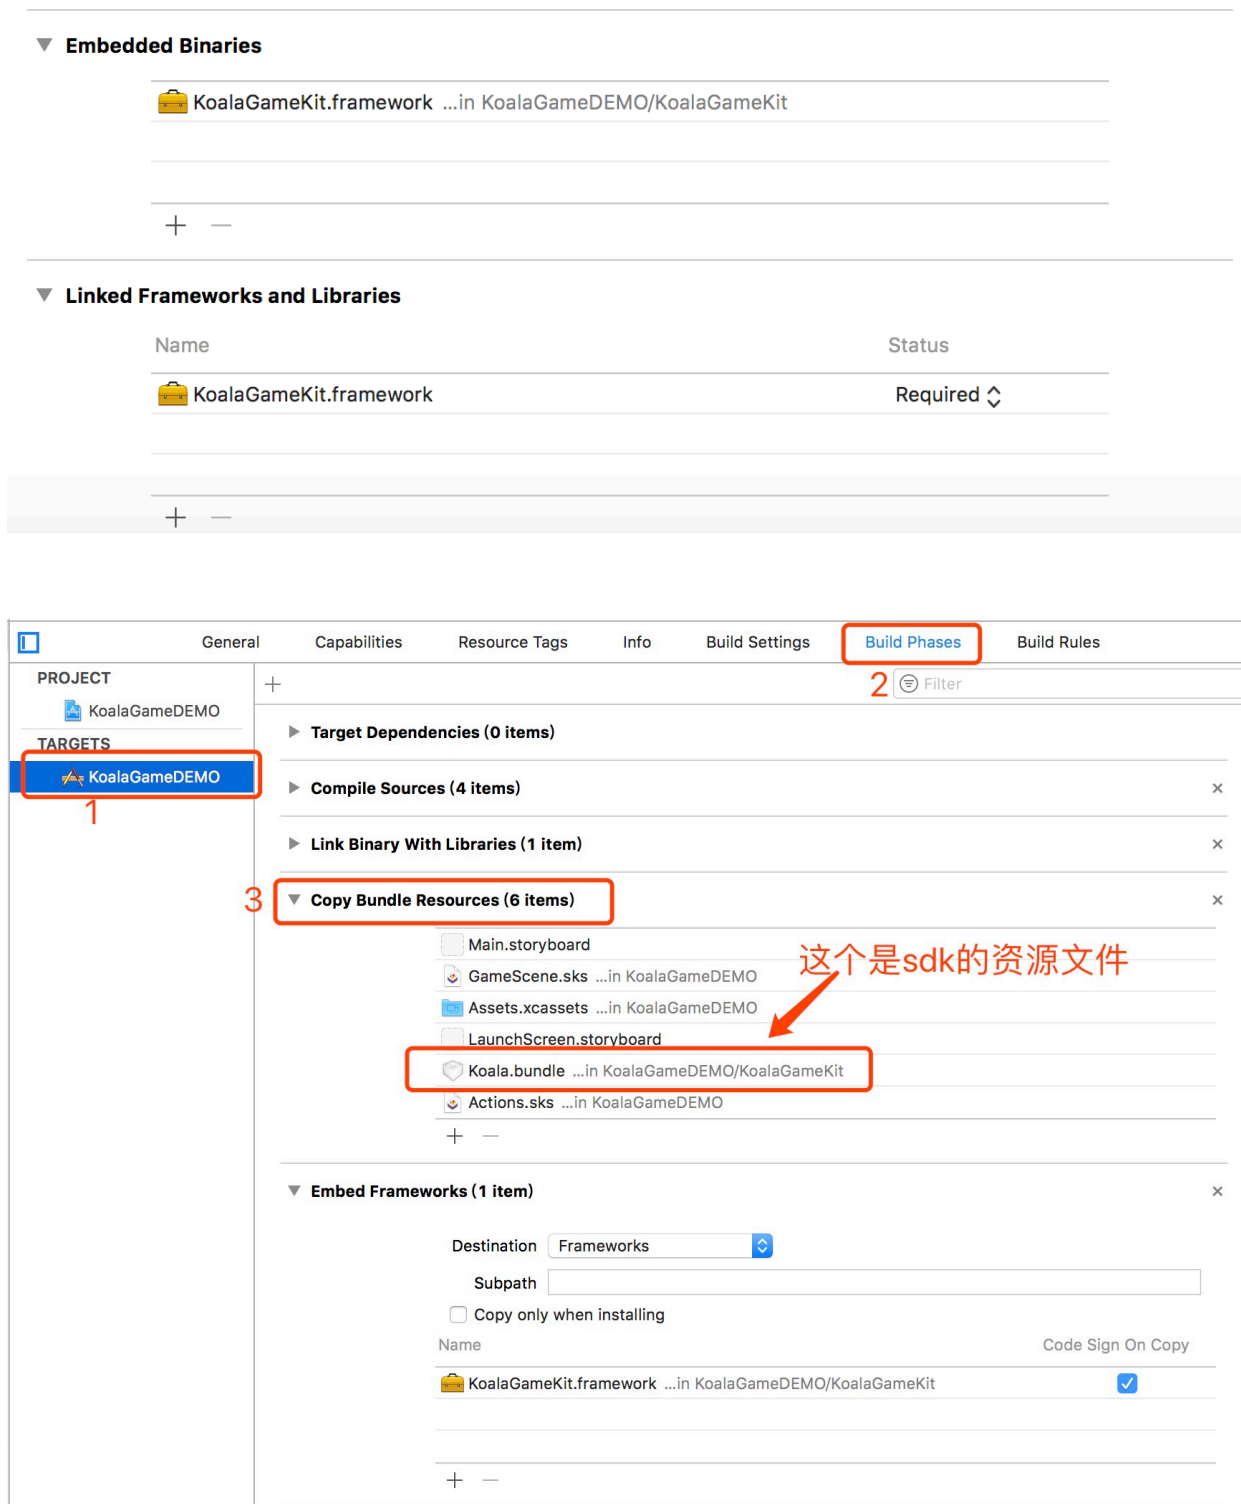 Embedded Binaries
KoalaGameKit.framework ...in KoalaGameDEMO/KoalaGameKit
Linked Frameworks and Libraries
Name Status
KoalaGameKit.framework Required
General Capabilities Resource Tags Info Build Settings Build Phases Build Rules
PROJECT
2 Filter
KoalaGameDEMO
TARGETS
Target Dependencies (0 items)
KoalaGameDEMO
1
Compile Sources (4 items)
Link Binary With Libraries (1 item)
3 Copy Bundle Resources (6 items)
Main.storyboard
这个是sdk的资源文件
GameScene.sks ...in KoalaGameDEMO
Assets.xcassets ...in KoalaGameDEMO
LaunchScreen.storyboard
Koala.bundle ...in KoalaGameDEMO/KoalaGameKit
Actions.sks ...in KoalaGameDEMO
Embed Frameworks (1 item)
Destination Frameworks
Subpath
Copy only when installing
Name Code Sign On Copy
KoalaGameKit.framework ...in KoalaGameDEMO/KoalaGameKit